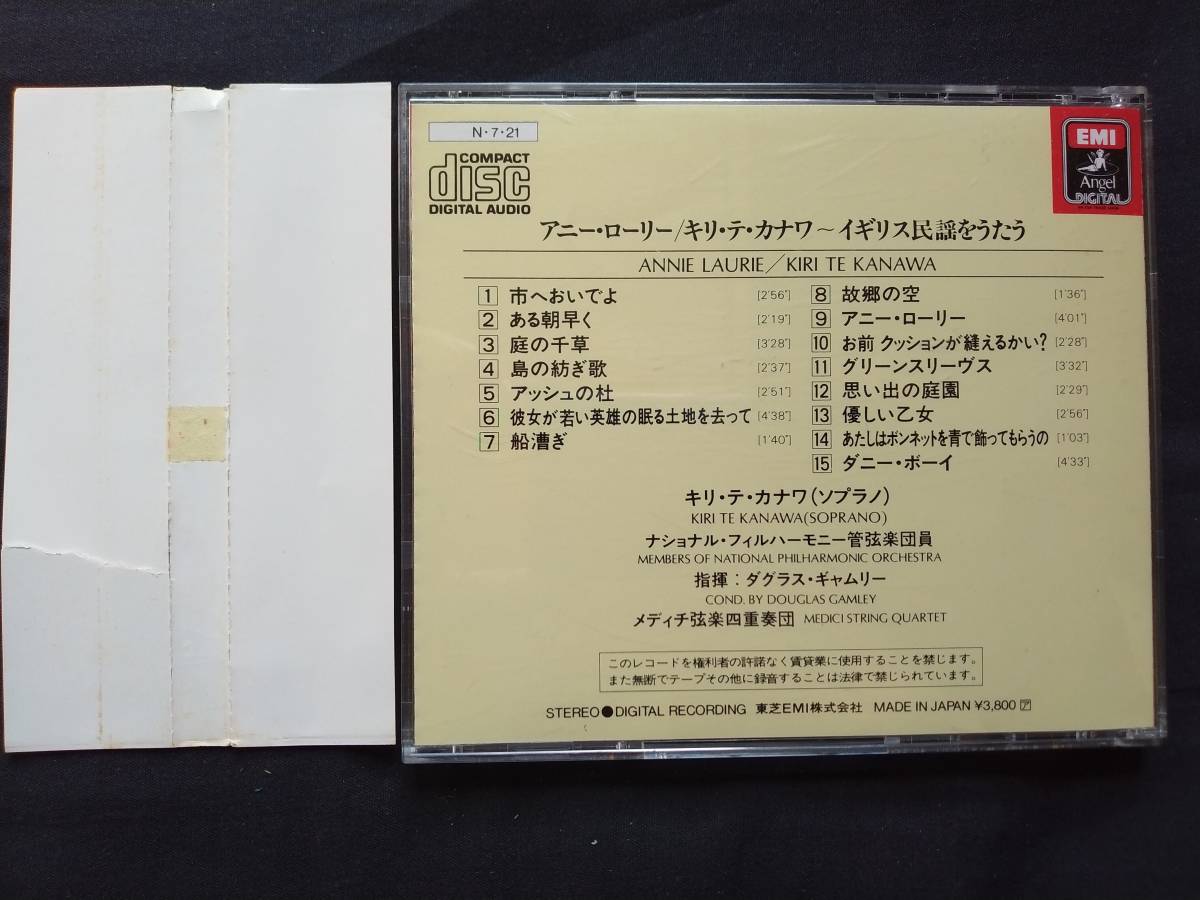 N・7・21
COMPACT
disc
DIGITAL AUDIO
EMI
Angel
DIGITAL
アニー・ローリー/キリ・テ・カナワ～イギリス民謡をうたう
ANNIE LAURIE/KIRI TE KANAWA
1 市へおいでよ [2'56"]
2 ある朝早く [2'19"]
3 庭の千草 [3'28"]
4 島の紡ぎ歌 [2'37"]
5 アッシュの杜 [2'51"]
6 彼女が若い英雄の眠る土地を去って [4'38"]
7 船漕ぎ [1'40"]
8 故郷の空 [1'36"]
9 アニー・ローリー [4'01"]
10 お前 クッションが縫えるかい? [2'28"]
11 グリーンスリーヴス [3'32"]
12 思い出の庭園 [2'29"]
13 優しい乙女 [2'56"]
14 あたしはボンネットを青で飾ってもらうの [1'03"]
15 ダニー・ボーイ [4'33"]
キリ・テ・カナワ(ソプラノ)
KIRI TE KANAWA(SOPRANO)
ナショナル・フィルハーモニー管弦楽団員
MEMBERS OF NATIONAL PHILHARMONIC ORCHESTRA
指揮:ダグラス・ギャムリー
COND. BY DOUGLAS GAMLEY
メディチ弦楽四重奏団 MEDICI STRING QUARTET
このレコードを権利者の許諾なく賃貸業に使用することを禁じます。
また無断でテープその他に録音することは法律で禁じられています。
STEREO●DIGITAL RECORDING 東芝EMI株式会社 MADE IN JAPAN ¥3,800 ア